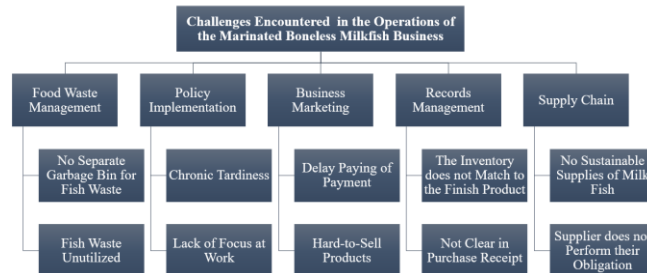 Challenges Encountered in the Operations of
the Marinated Boneless Milkfish Business
Food Waste
Management
Policy
Implementation
Business
Marketing
Records
Management
Supply Chain
No Separate
Garbage Bin for
Fish Waste
Chronic Tardiness
Delay Paying of
Payment
The Inventory
does not Match to
the Finish Product
No Sustainable
Supplies of Milk
Fish
Fish Waste
Unutilized
Lack of Focus at
Work
Hard-to-Sell
Products
Not Clear in
Purchase Receipt
Supplier does no
Perform their
Obligation